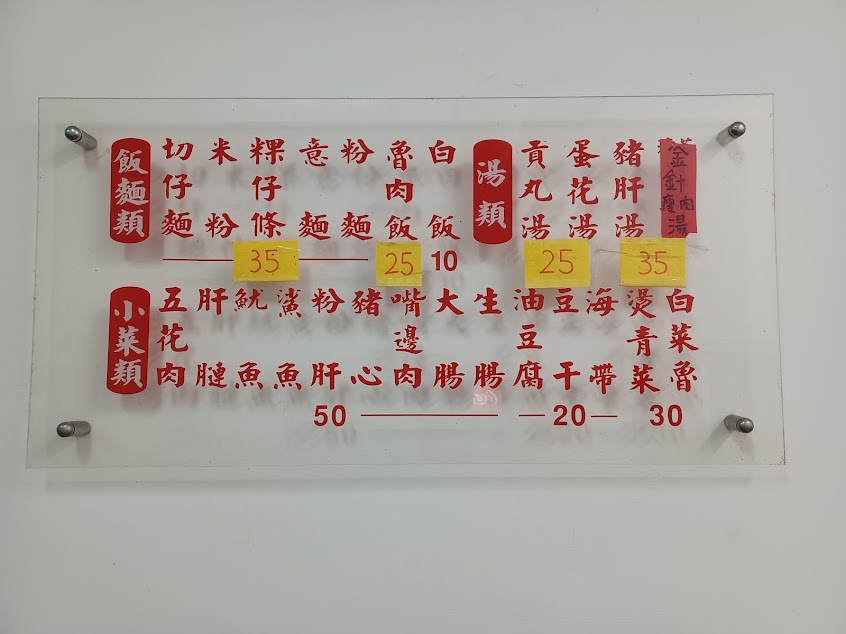 飯麵類
切仔麵
米粉
粿仔條
意麵
粉麵
35
魯肉飯
25
白飯
10
湯類
貢丸湯
蛋花湯
25
豬肝湯
金針瘦肉湯
35
小菜類
五花肉
肝
魷魚
鯊魚
粉肝
豬心
嘴邊肉
大腸
生腸
50
油豆腐
豆干
海帶
20
燙青菜
白菜魯
30